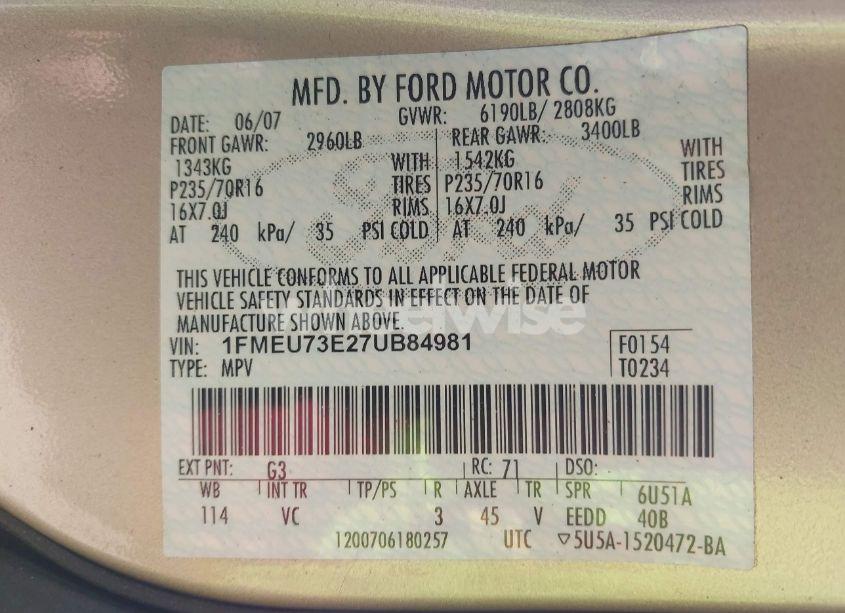 MFD. BY FORD MOTOR CO.
DATE: 06/07 GVWR: 6190LB/ 2808KG
FRONT GAWR: 2960LB REAR GAWR: 3400LB
1343KG WITH 1542KG WITH
P235/70R16 TIRES P235/70R16 TIRES
16X7.0J RIMS 16X7.0J RIMS
AT 240 kPa/ 35 PSI COLD AT 240 kPa/ 35 PSI COLD
THIS VEHICLE CONFORMS TO ALL APPLICABLE FEDERAL MOTOR
VEHICLE SAFETY STANDARDS IN EFFECT ON THE DATE OF
MANUFACTURE SHOWN ABOVE.
VIN: 1FMEU73E27UB84981 F0154
TYPE: MPV T0234
EXT PNT: G3 RC: 71 DSO:
WB INT TR TP/PS R AXLE TR SPR 6U51A
114 VC 3 45 V EEDD 40B
1200706180257 UTC ▽5U5A-1520472-BA